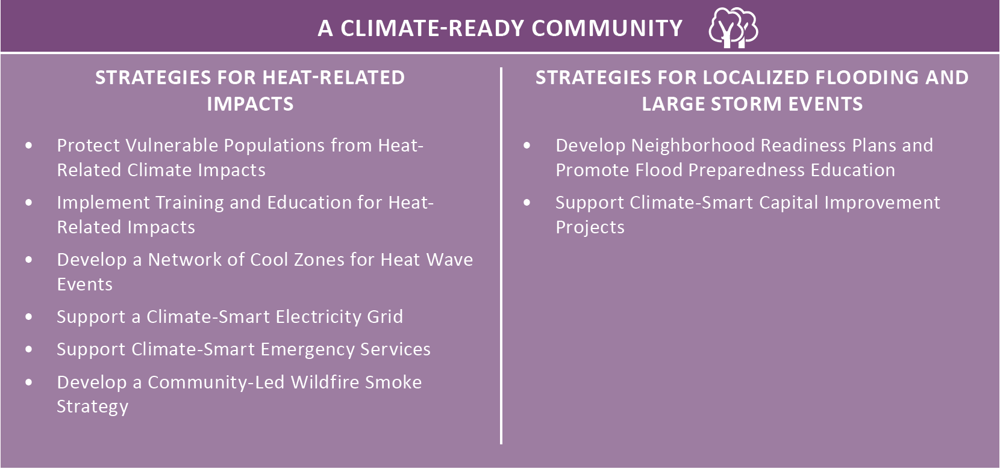 A CLIMATE-READY COMMUNITY
STRATEGIES FOR HEAT-RELATED
IMPACTS
• Protect Vulnerable Populations from Heat-
Related Climate Impacts
• Implement Training and Education for Heat-
Related Impacts
• Develop a Network of Cool Zones for Heat Wave
Events
• Support a Climate-Smart Electricity Grid
• Support Climate-Smart Emergency Services
• Develop a Community-Led Wildfire Smoke
Strategy
STRATEGIES FOR LOCALIZED FLOODING AND
LARGE STORM EVENTS
• Develop Neighborhood Readiness Plans and
Promote Flood Preparedness Education
• Support Climate-Smart Capital Improvement
Projects